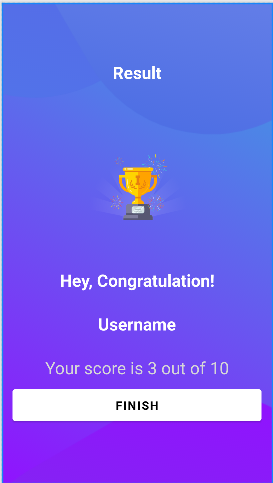 Result
Hey, Congratulation!
Username
Your score is 3 out of 10
FINISH